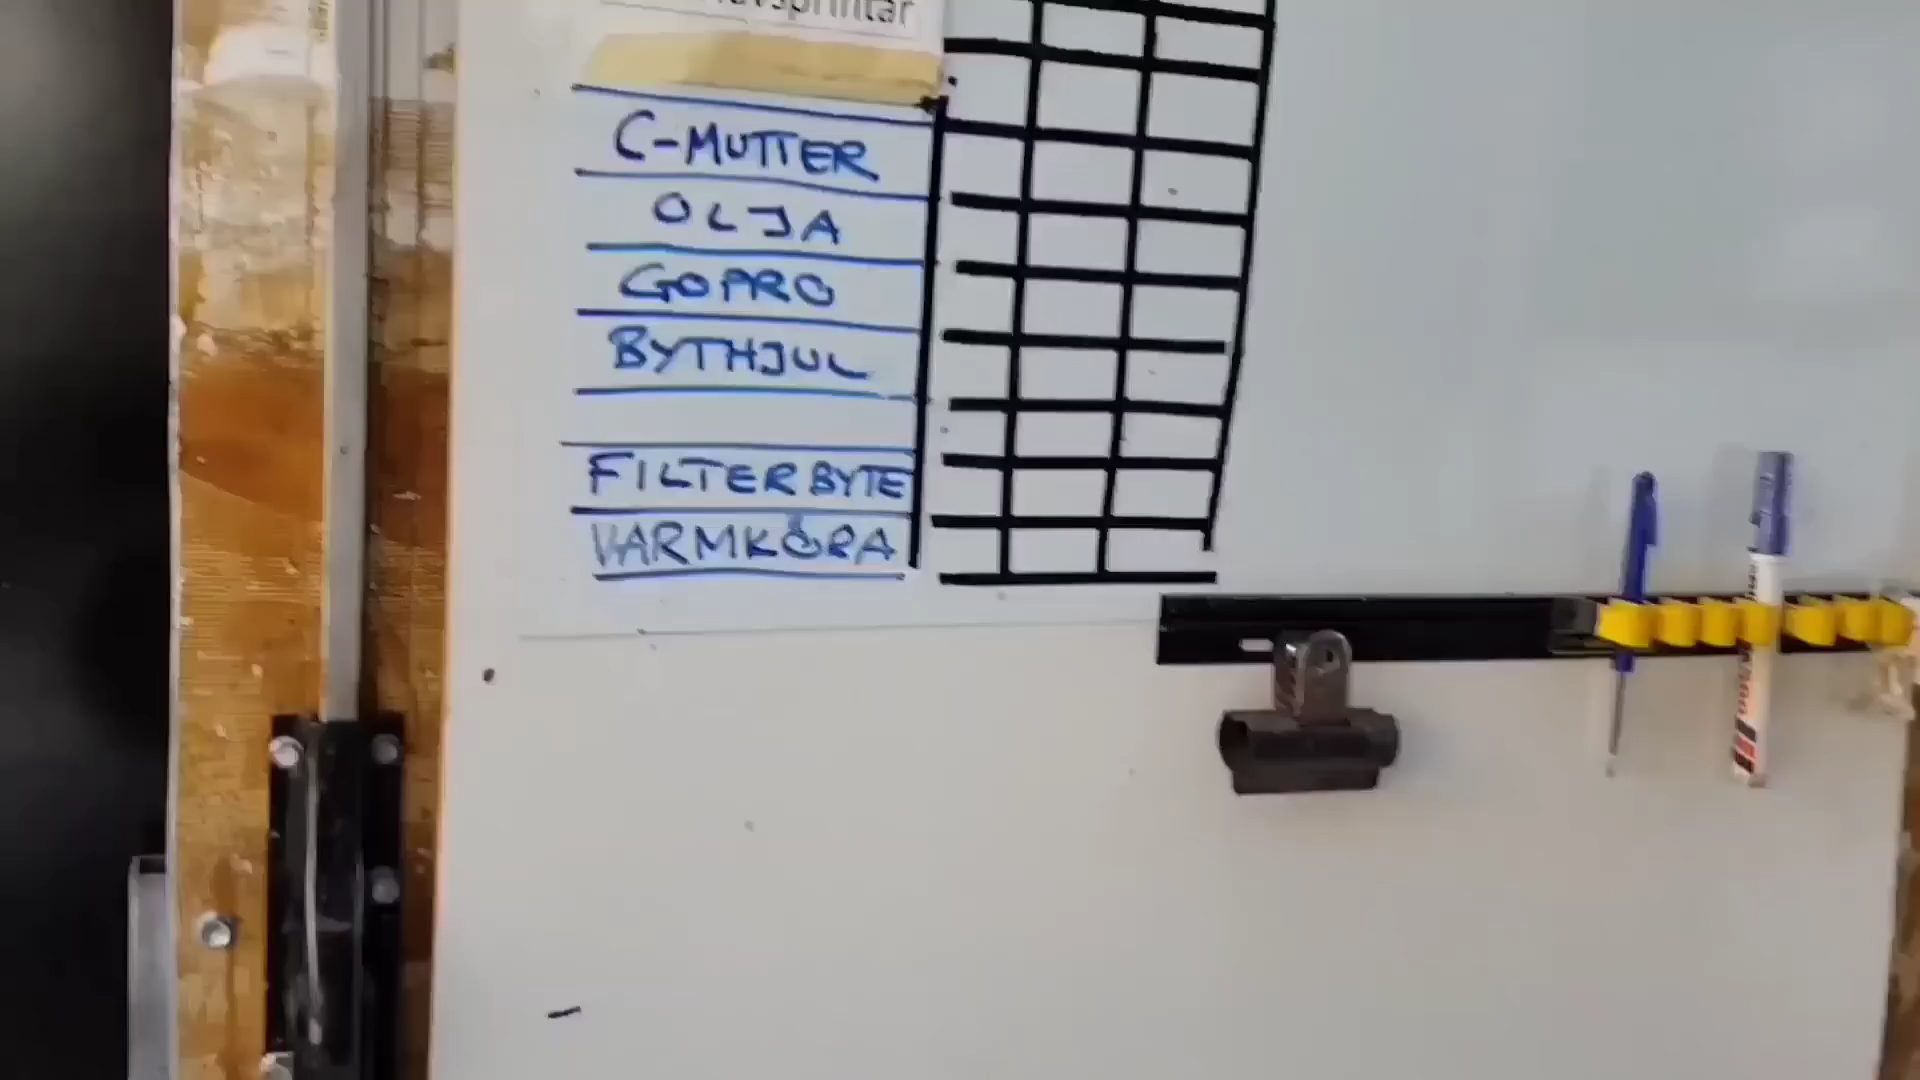 C-MUTTER
OLJA
GOPRO
BYTHJUL
FILTERBYTE
VARMKÖRA